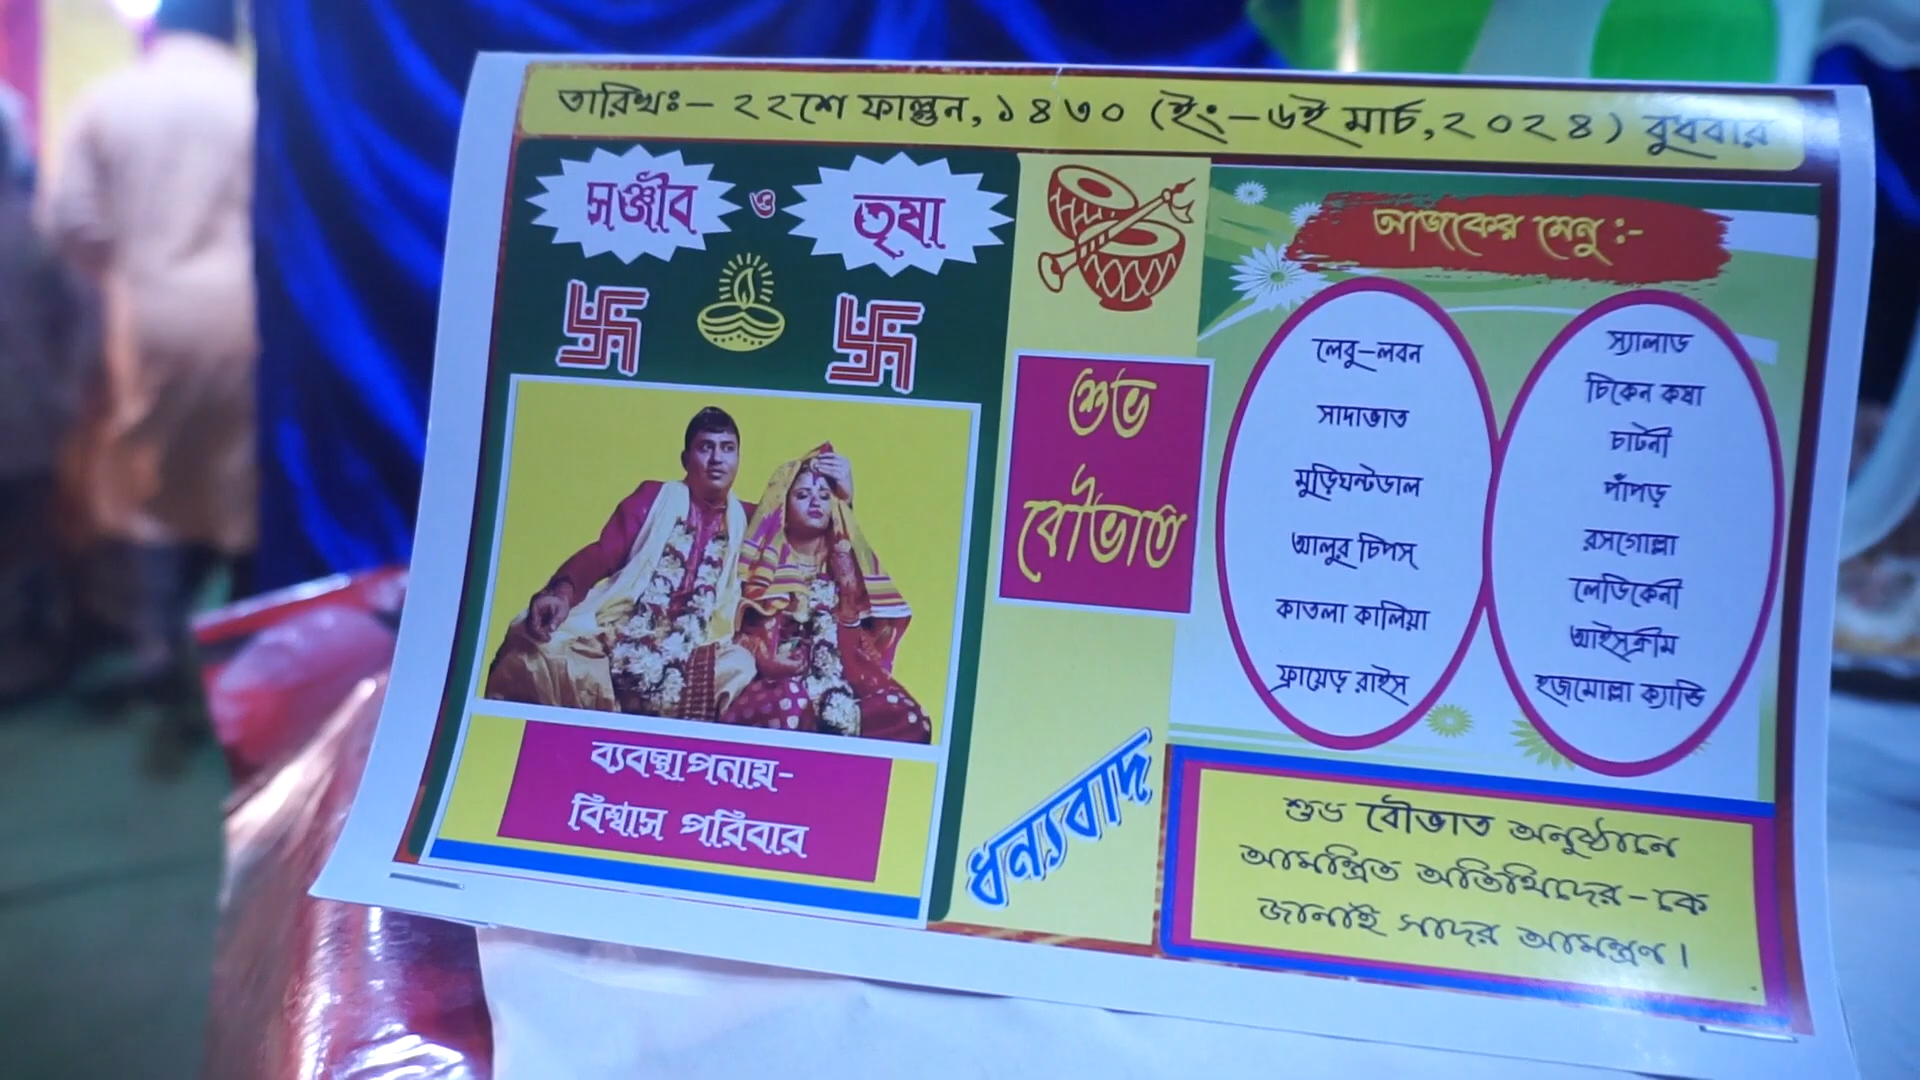 তারিখঃ- ২২শে ফাল্গুন, ১৪৩০ (ইং-৬ই মার্চ, ২০২৪) বুধবার
সঞ্জীব ও তৃষা
ব্যবস্থাপনায়-
বিশ্বাস পরিবার
শুভ
বৌভাত
ধন্যবাদ
আজকের মেনু :-
লেবু-লবন
সাদাভাত
মুড়িঘন্টডাল
আলুর চিপস্
কাতলা কালিয়া
ফ্রায়েড় রাইস্
স্যালাড
চিকেন কষা
চাটনী
পাঁপড়
রসগোল্লা
লেডিকেনী
আইস্ক্রীম
হজমোল্লা ক্যান্ডি
শুভ বৌভাত অনুষ্ঠানে
আমন্ত্রিত অতিথিদের-কে
জানাই সাদর আমন্ত্রণ।